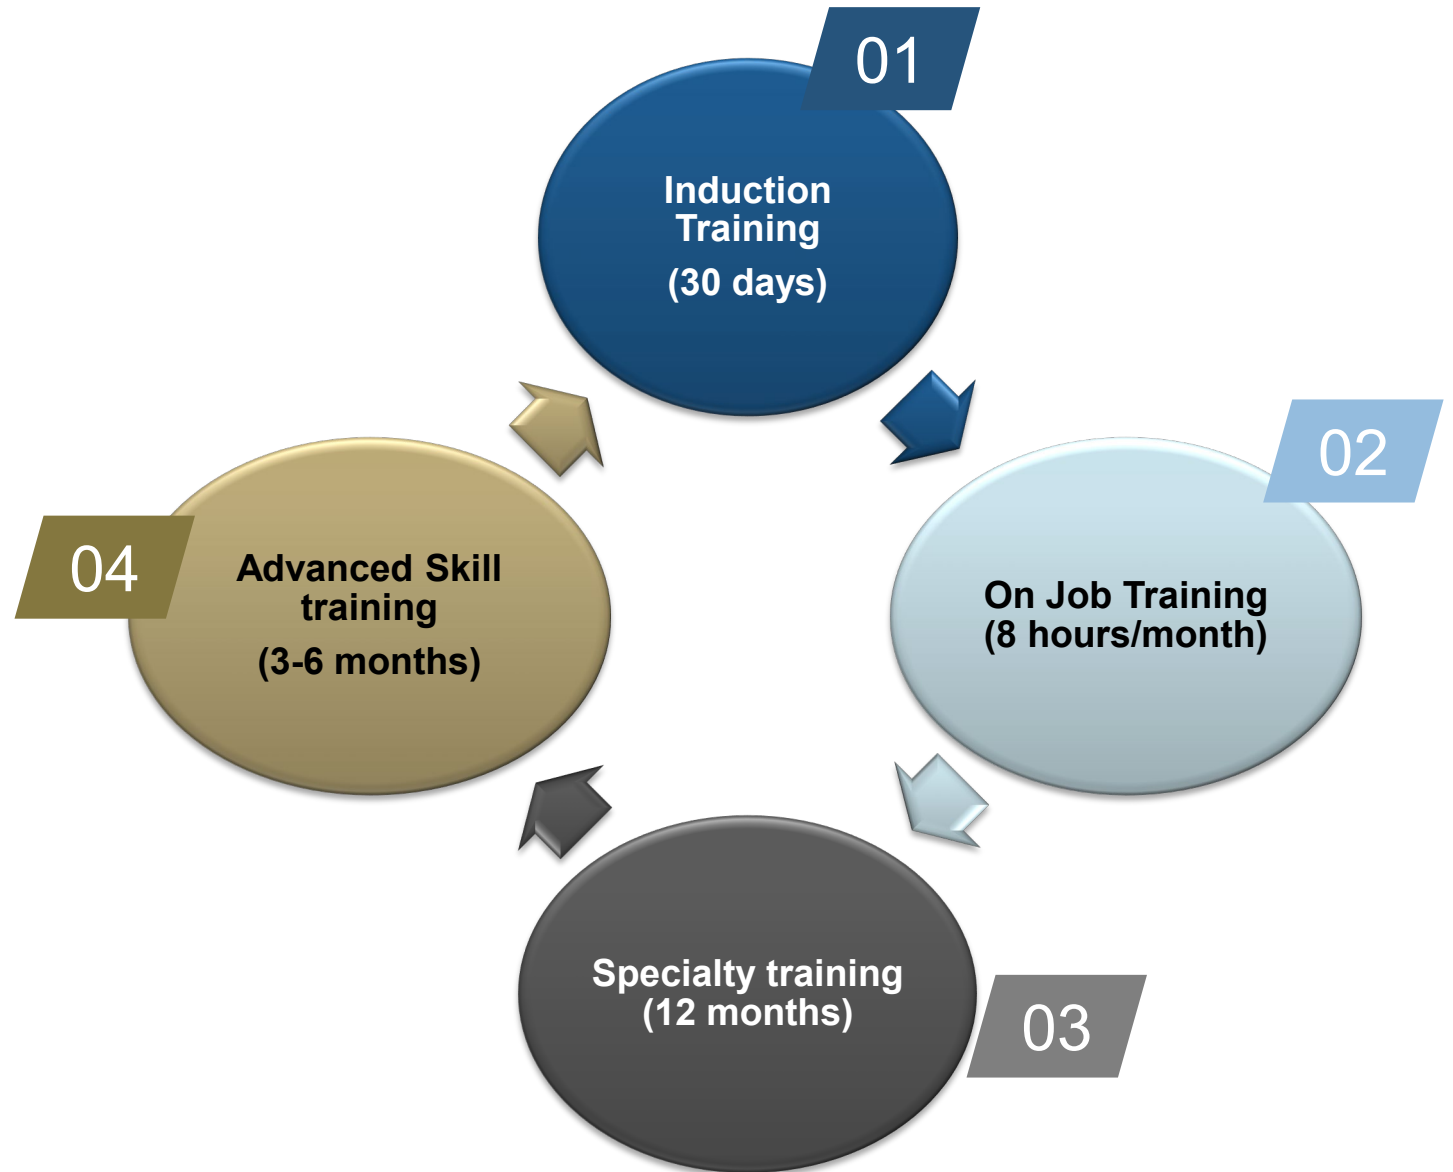 01
Induction
Training
(30 days)
02
On Job Training
(8 hours/month)
03
Specialty training
(12 months)
04
Advanced Skill
training
(3-6 months)